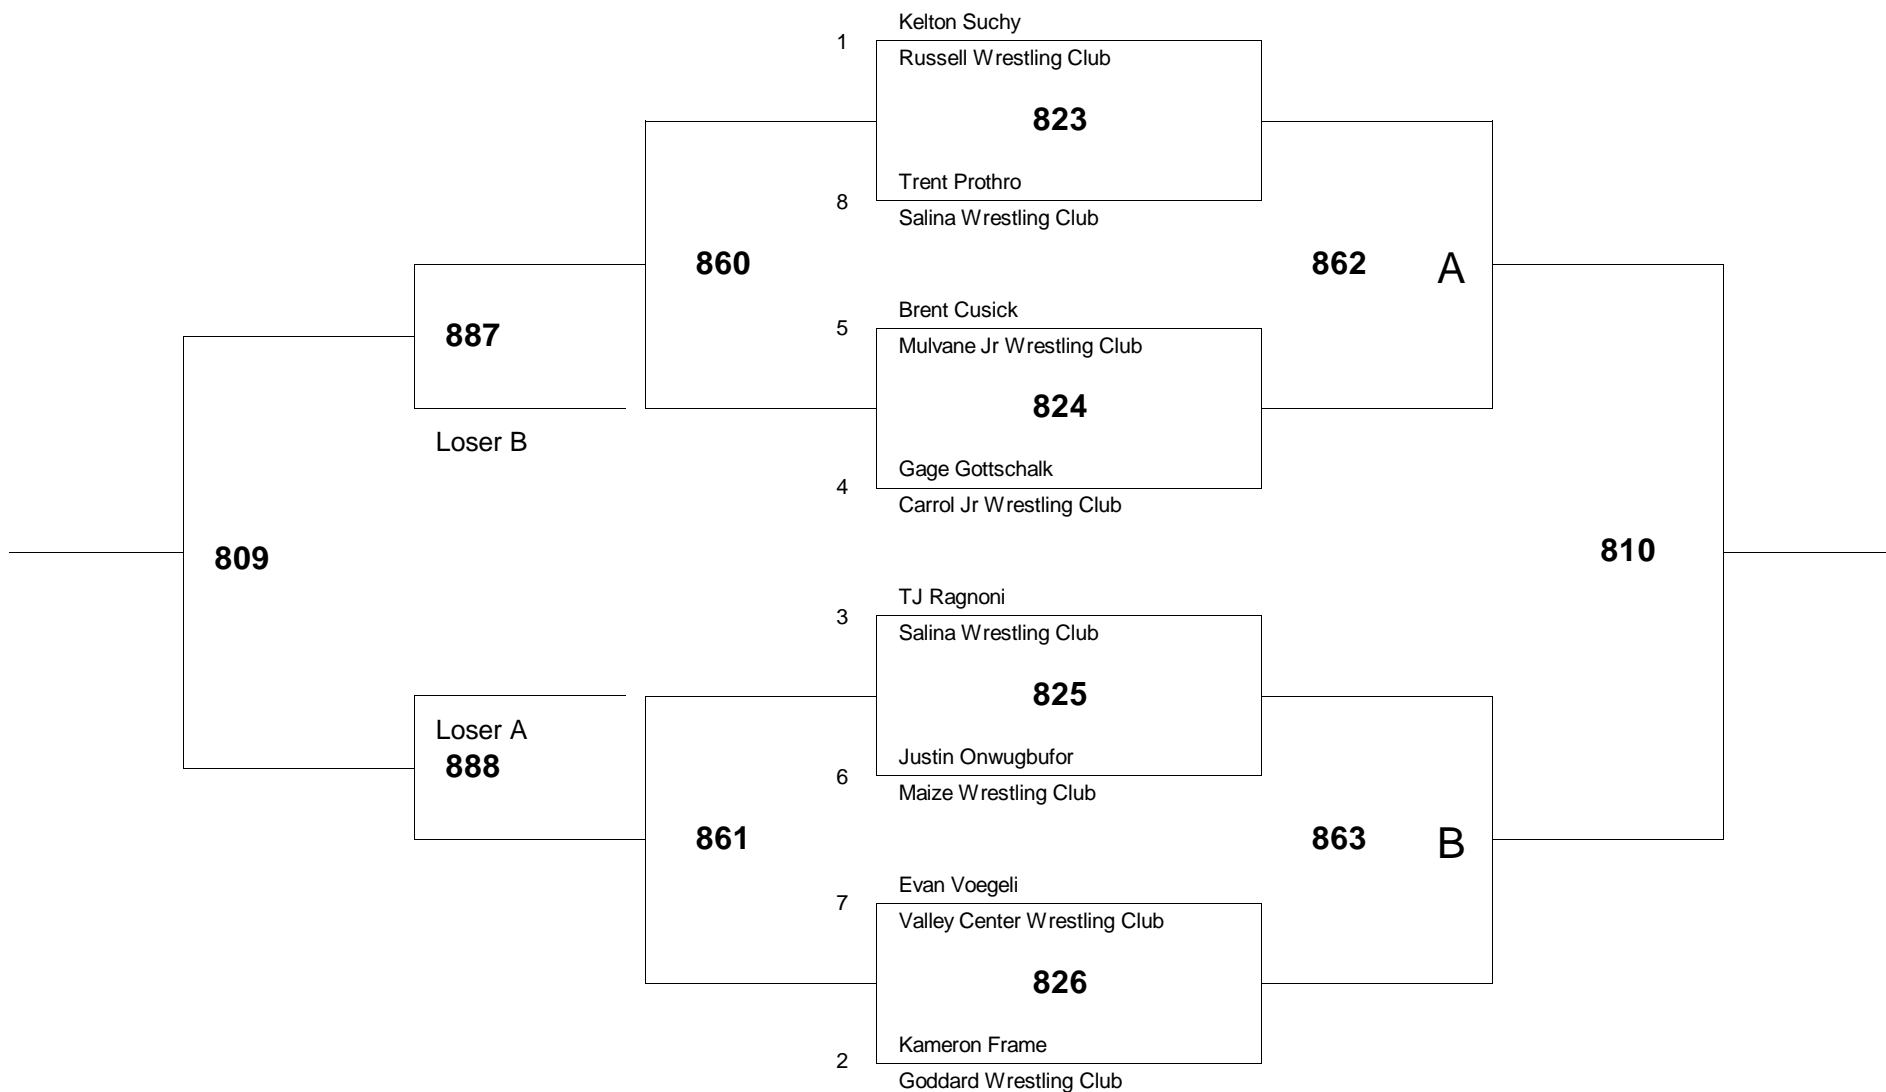 Kelton Suchy
1
Russell Wrestling Club
823
Trent Prothro
8
Salina Wrestling Club
860
862
A
Brent Cusick
5
887
Mulvane Jr Wrestling Club
824
Loser B
Gage Gottschalk
4
Carrol Jr Wrestling Club
809
810
TJ Ragnoni
3
Salina Wrestling Club
825
Loser A
888
Justin Onwugbufor
6
Maize Wrestling Club
861
863
B
Evan Voegeli
7
Valley Center Wrestling Club
826
Kameron Frame
2
Goddard Wrestling Club